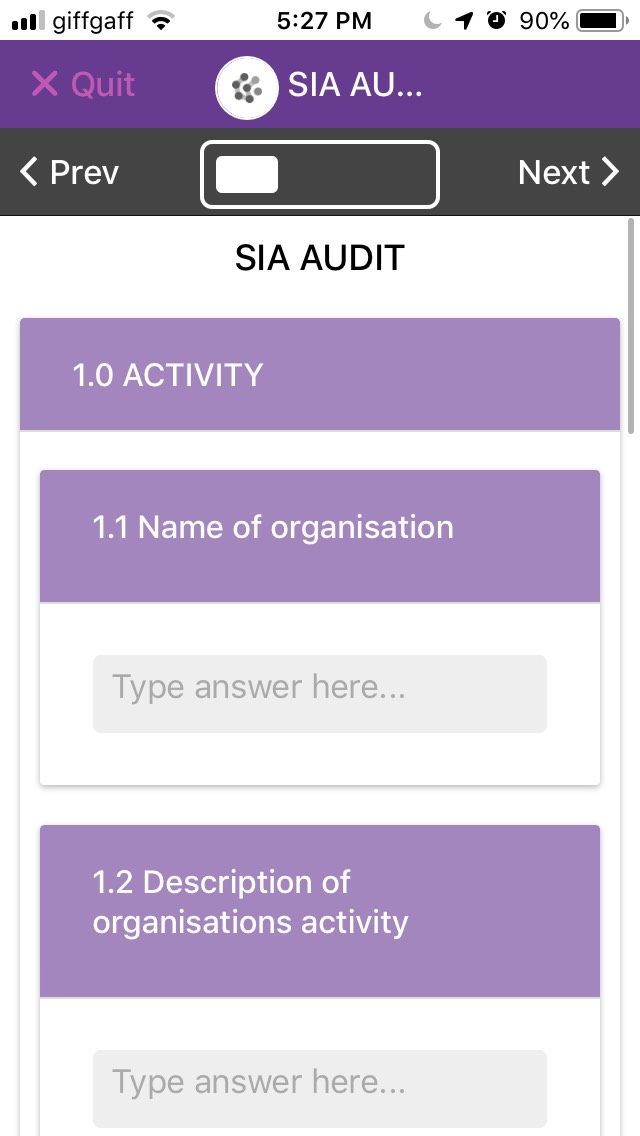 giffgaff 5:27 PM 90%
Quit SIA AU...
Prev Next
SIA AUDIT
1.0 ACTIVITY
1.1 Name of organisation
Type answer here...
1.2 Description of
organisations activity
Type answer here...